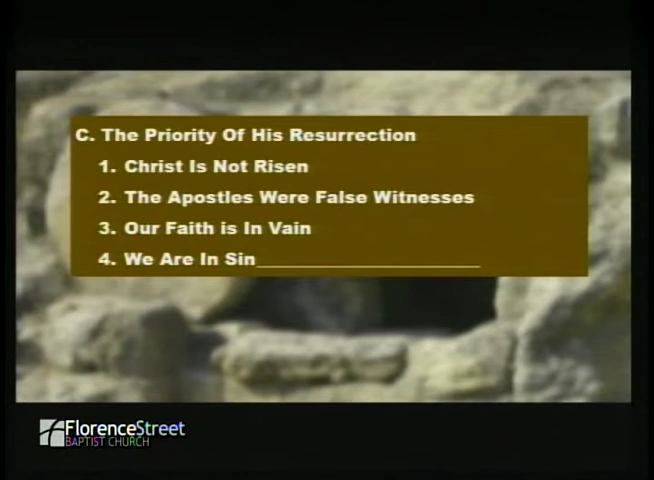 C. The Priority Of His Resurrection
1. Christ Is Not Risen
2. The Apostles Were False Witnesses
3. Our Faith is In Vain
4. We Are In Sin____________________
FlorenceStreet
BAPTIST CHURCH